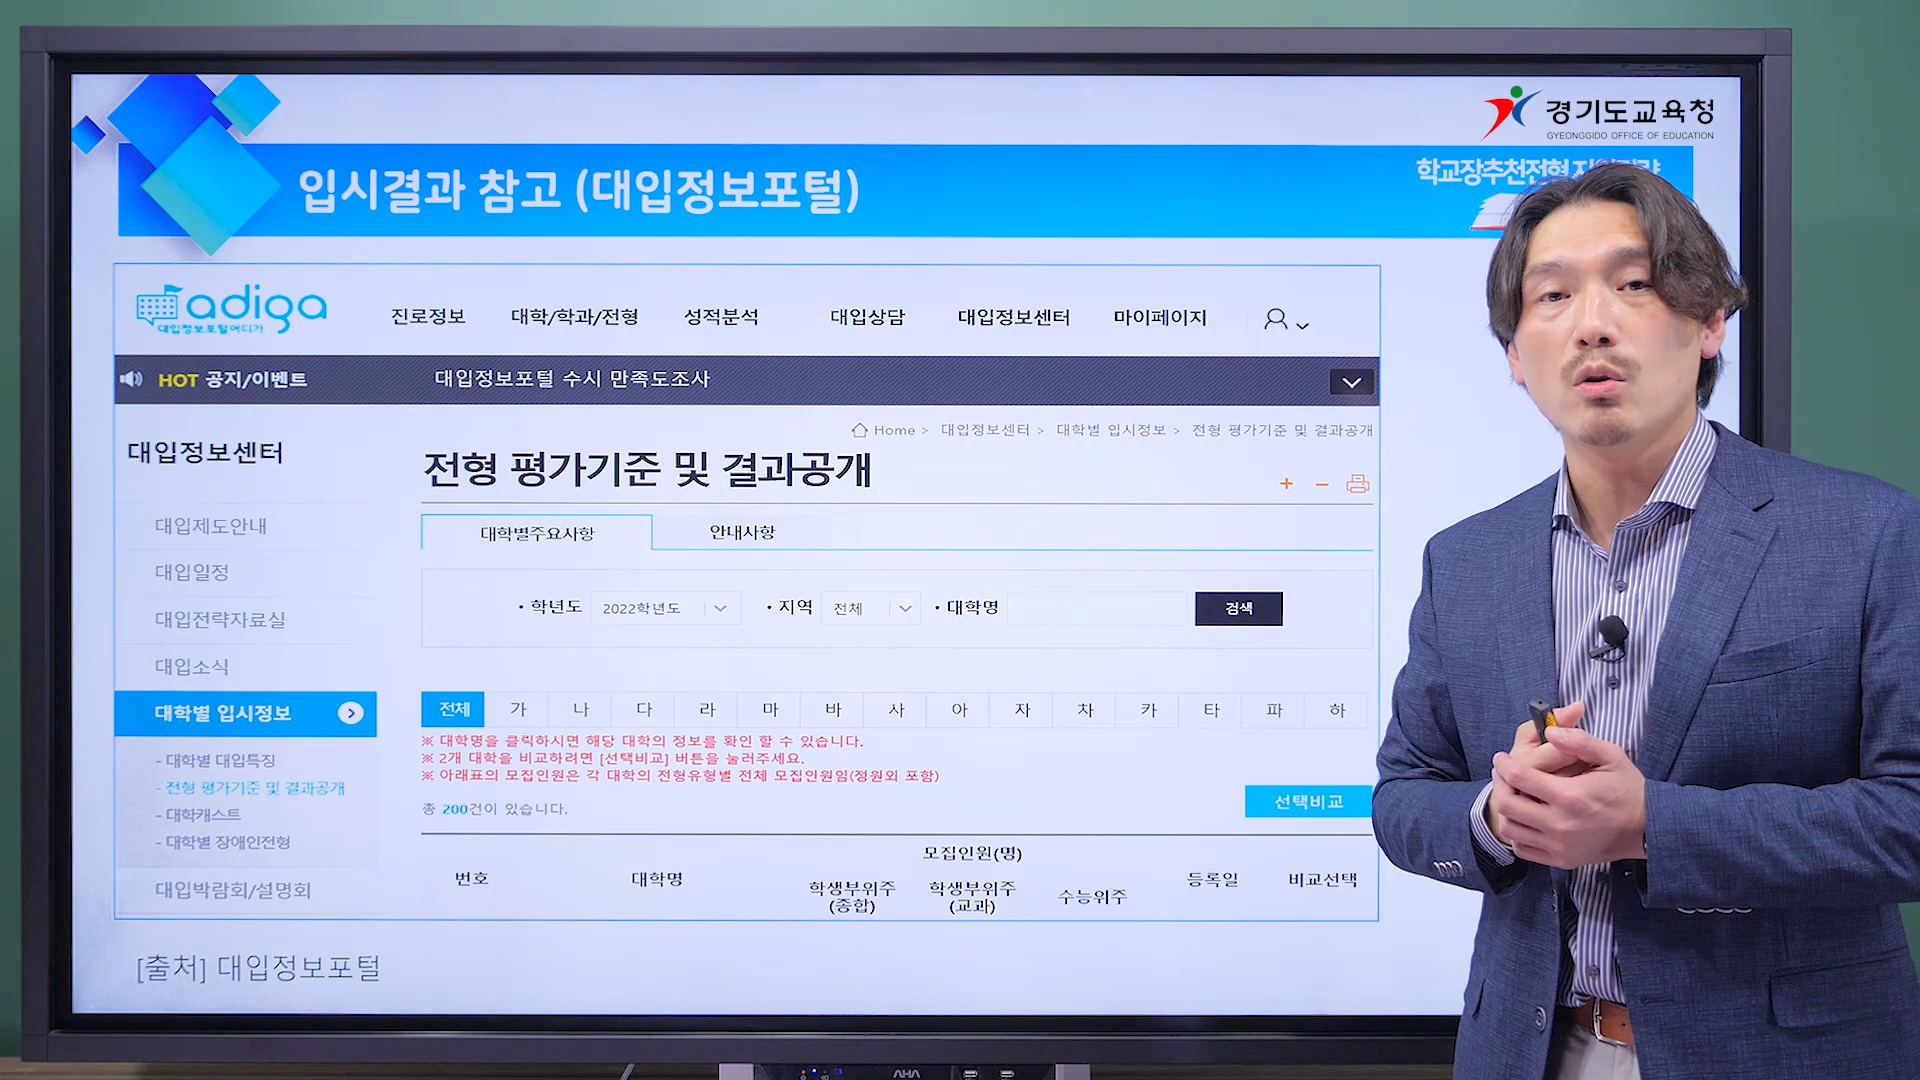 경기도교육청
GYEONGGIDO OFFICE OF EDUCATION
학교장추천전형
입시결과 참고 (대입정보포털)
adiga
대입정보포털어디가
진로정보
대학/학과/전형
성적분석
대입상담
대입정보센터
마이페이지
HOT 공지/이벤트
대입정보포털 수시 만족도조사
Home > 대입정보센터 > 대학별 입시정보 > 전형 평가기준 및 결과공개
대입정보센터
대입제도안내
대입일정
대입전략자료실
대입소식
대학별 입시정보
- 대학별 대입특징
- 전형 평가기준 및 결과공개
- 대학캐스트
- 대학별 장애인전형
대입박람회/설명회
전형 평가기준 및 결과공개
+ −
대학별주요사항
안내사항
• 학년도 2022학년도 • 지역 전체 • 대학명 검색
전체 가 나 다 라 마 바 사 아 자 차 카 타 파 하
※ 대학명을 클릭하시면 해당 대학의 정보를 확인 할 수 있습니다.
※ 2개 대학을 비교하려면 [선택비교] 버튼을 눌러주세요.
※ 아래표의 모집인원은 각 대학의 전형유형별 전체 모집인원임(정원외 포함)
총 200건이 있습니다.
선택비교
번호
대학명
모집인원(명)
학생부위주
(종합)
학생부위주
(교과)
수능위주
등록일
비교선택
[출처] 대입정보포털
AHA